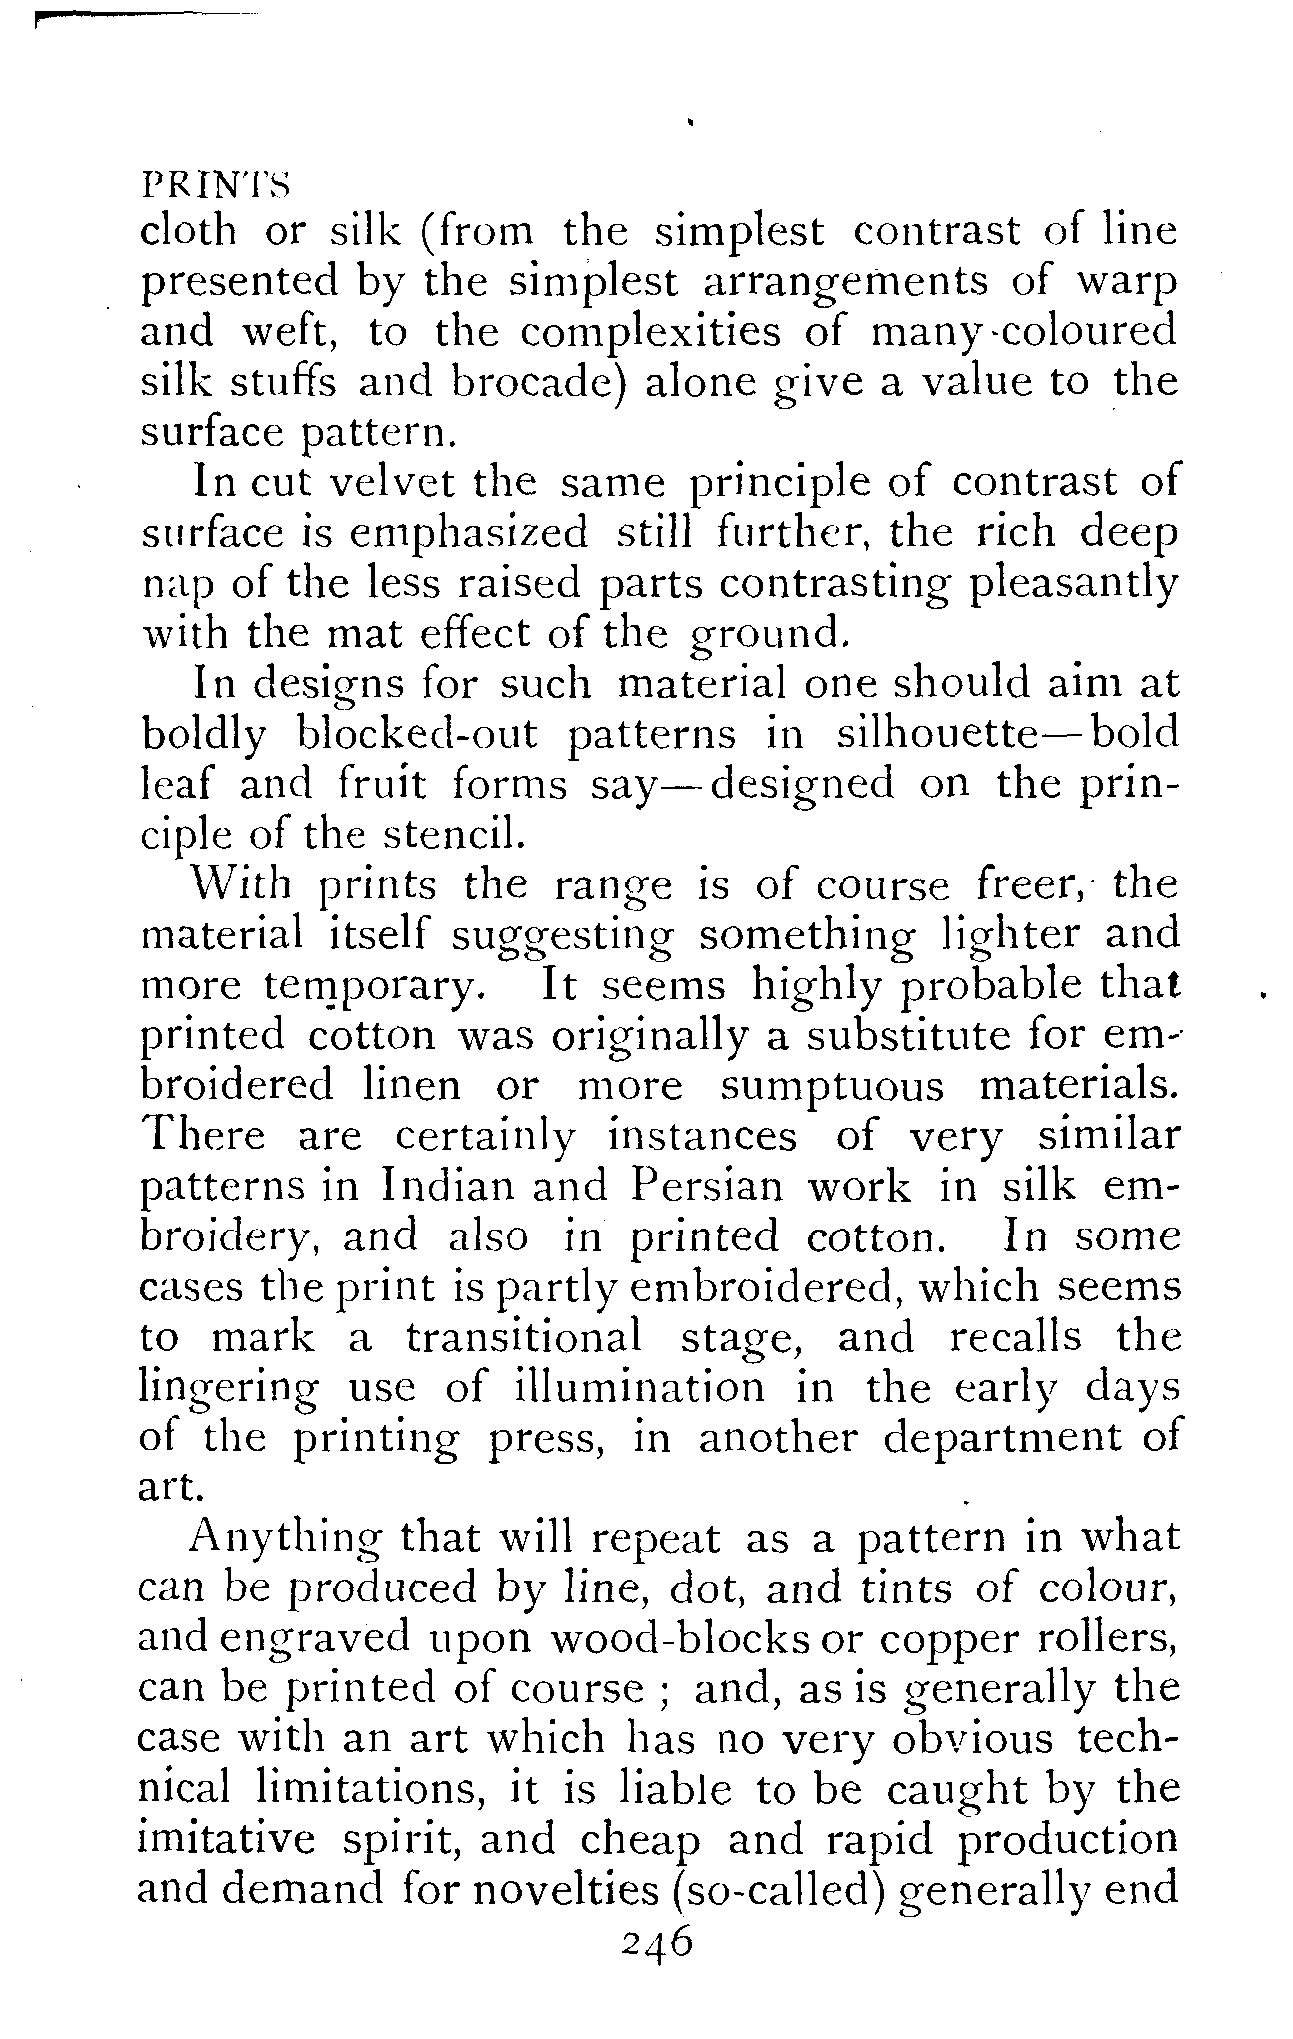 PRINTS
cloth or silk (from the simplest contrast of line
presented by the simplest arrangements of warp
and weft, to the complexities of many-coloured
silk stuffs and brocade) alone give a value to the
surface pattern.
In cut velvet the same principle of contrast of
surface is emphasized still further, the rich deep
nap of the less raised parts contrasting pleasantly
with the mat effect of the ground.
In designs for such material one should aim at
boldly blocked-out patterns in silhouette—bold
leaf and fruit forms say—designed on the prin-
ciple of the stencil.
With prints the range is of course freer, the
material itself suggesting something lighter and
more temporary. It seems highly probable that
printed cotton was originally a substitute for em-
broidered linen or more sumptuous materials.
There are certainly instances of very similar
patterns in Indian and Persian work in silk em-
broidery, and also in printed cotton. In some
cases the print is partly embroidered, which seems
to mark a transitional stage, and recalls the
lingering use of illumination in the early days
of the printing press, in another department of
art.
Anything that will repeat as a pattern in what
can be produced by line, dot, and tints of colour,
and engraved upon wood-blocks or copper rollers,
can be printed of course ; and, as is generally the
case with an art which has no very obvious tech-
nical limitations, it is liable to be caught by the
imitative spirit, and cheap and rapid production
and demand for novelties (so-called) generally end
246